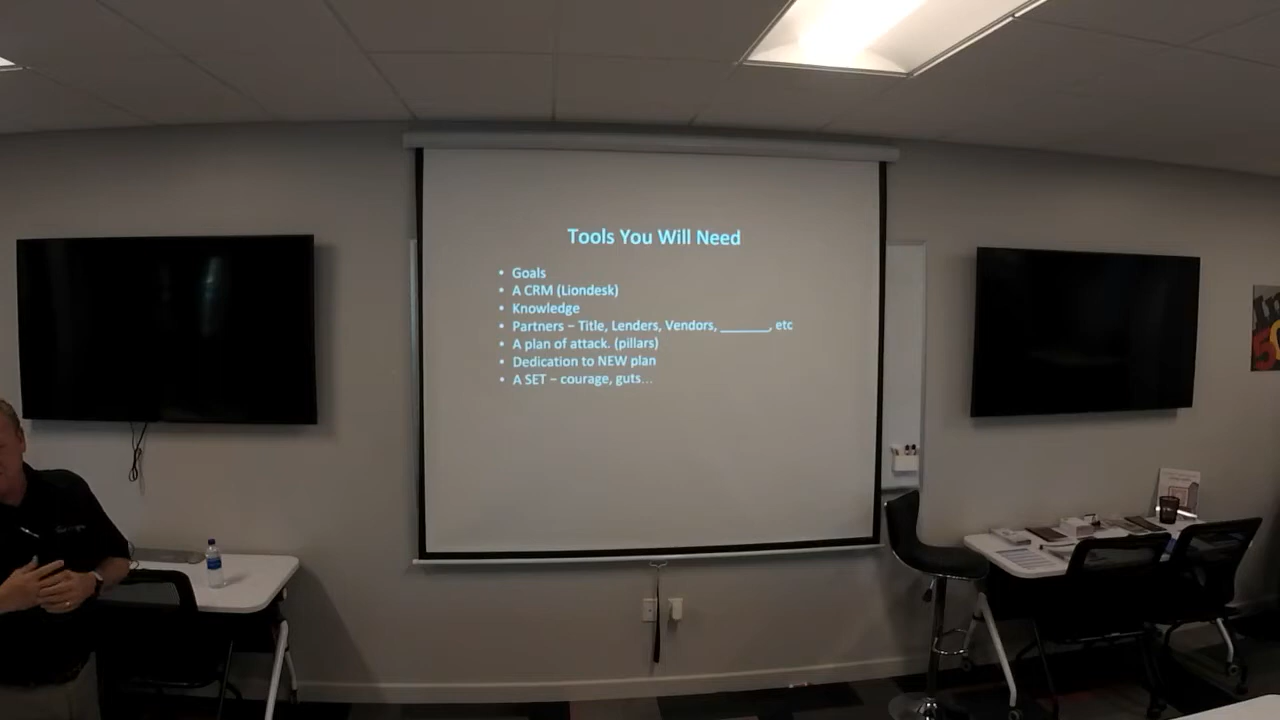 Tools You Will Need
• Goals
• A CRM (Liondesk)
• Knowledge
• Partners – Title, Lenders, Vendors, _______, etc
• A plan of attack. (pillars)
• Dedication to NEW plan
• A SET – courage, guts…